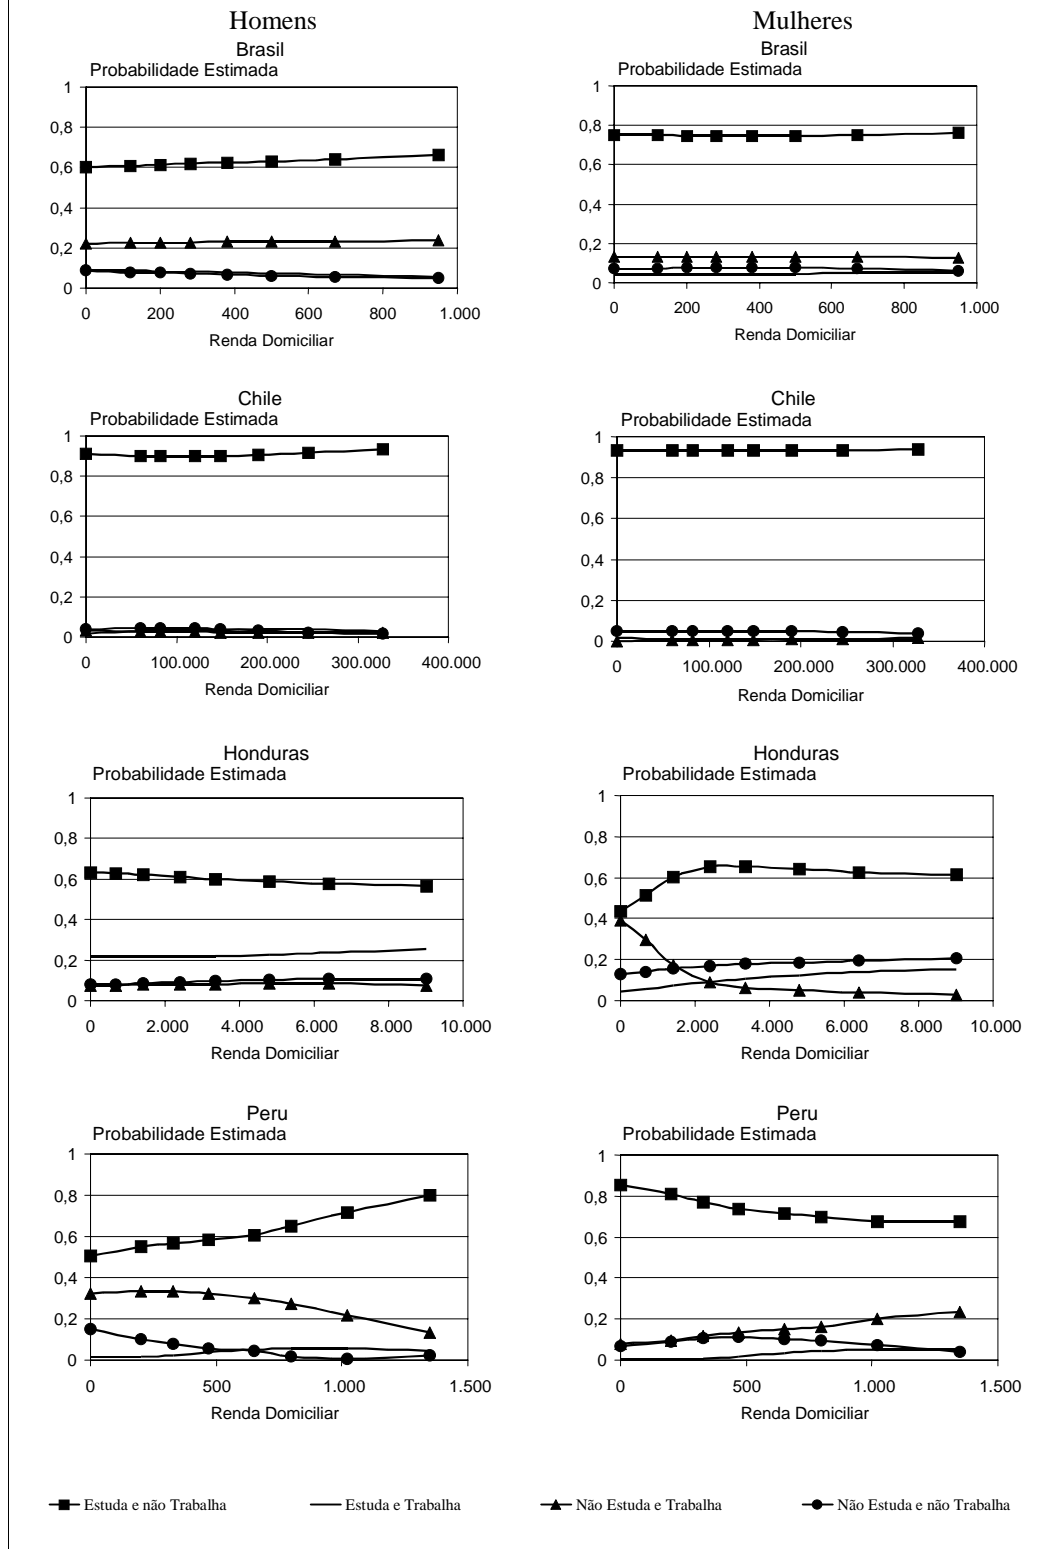 Homens
Mulheres
Brasil
Probabilidade Estimada
1
0,8
0,6
0,4
0,2
0
0 200 400 600 800 1.000
Renda Domiciliar
Brasil
Probabilidade Estimada
1
0,8
0,6
0,4
0,2
0
0 200 400 600 800 1.000
Renda Domiciliar
Chile
Probabilidade Estimada
1
0,8
0,6
0,4
0,2
0
0 100.000 200.000 300.000 400.000
Renda Domiciliar
Chile
Probabilidade Estimada
1
0,8
0,6
0,4
0,2
0
0 100.000 200.000 300.000 400.000
Renda Domiciliar
Honduras
Probabilidade Estimada
1
0,8
0,6
0,4
0,2
0
0 2.000 4.000 6.000 8.000 10.000
Renda Domiciliar
Honduras
Probabilidade Estimada
1
0,8
0,6
0,4
0,2
0
0 2.000 4.000 6.000 8.000 10.000
Renda Domiciliar
Peru
Probabilidade Estimada
1
0,8
0,6
0,4
0,2
0
0 500 1.000 1.500
Renda Domiciliar
Peru
Probabilidade Estimada
1
0,8
0,6
0,4
0,2
0
0 500 1.000 1.500
Renda Domiciliar
Estuda e não Trabalha
Estuda e Trabalha
Não Estuda e Trabalha
Não Estuda e não Trabalha